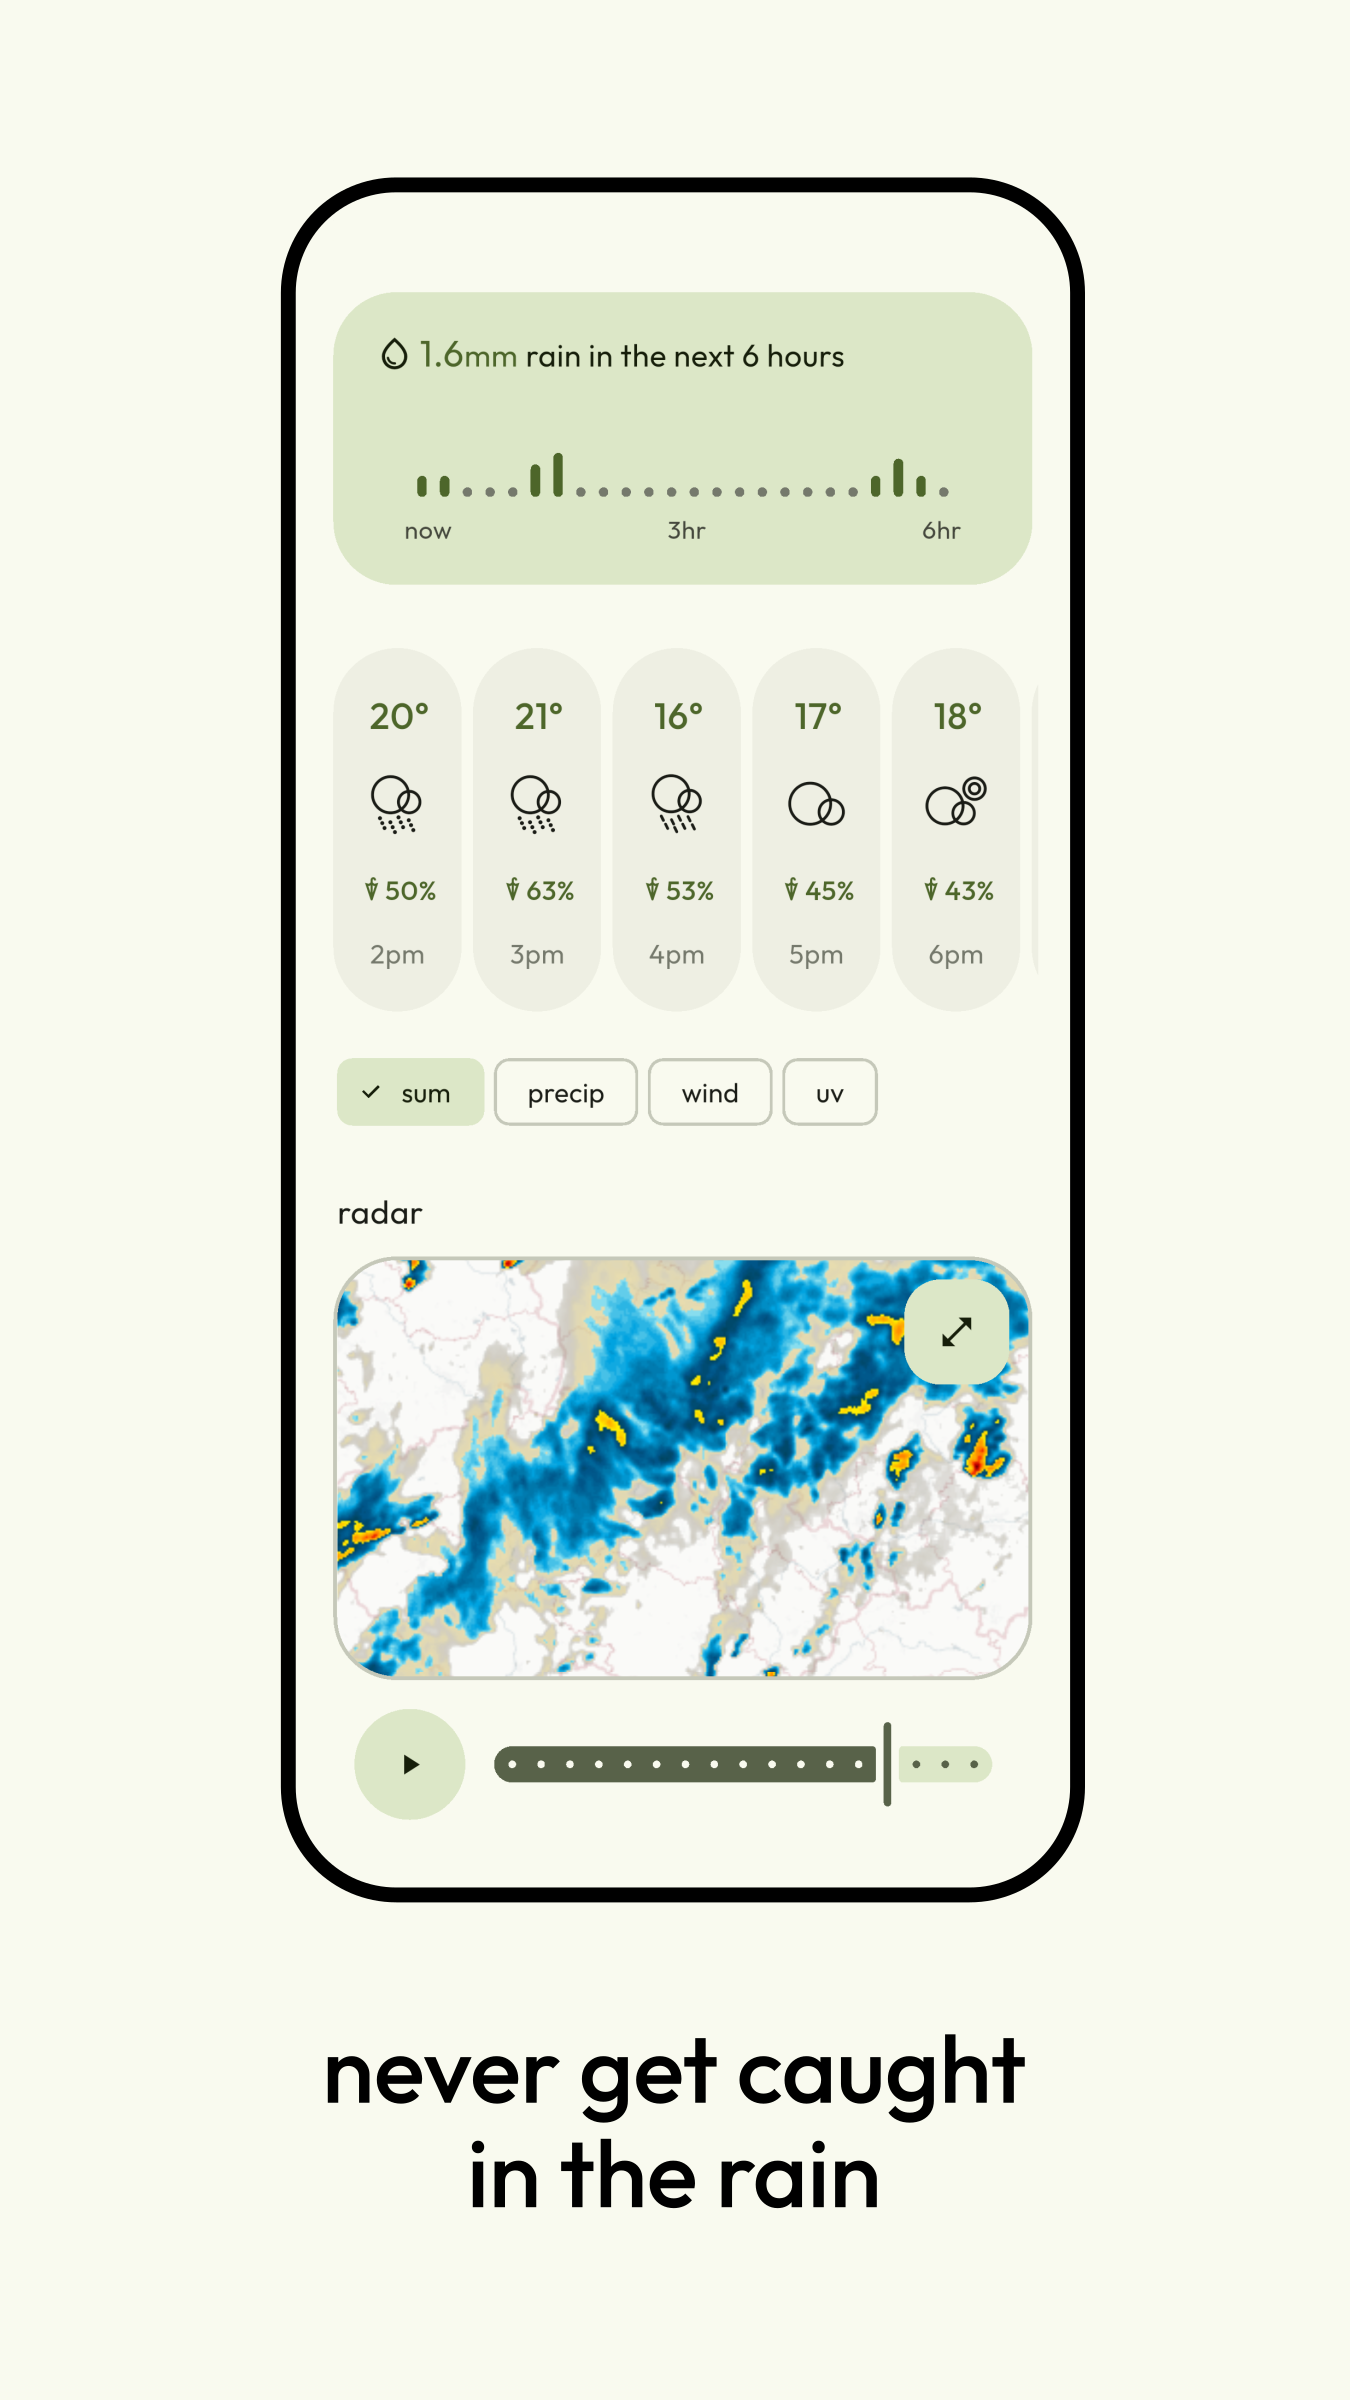 1.6mm rain in the next 6 hours
now 3hr 6hr
20° 21° 16° 17° 18°
50% 63% 53% 45% 43%
2pm 3pm 4pm 5pm 6pm
sum precip wind uv
radar
never get caught
in the rain